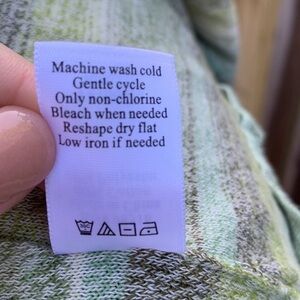 Machine wash cold
Gentle cycle
Only non-chlorine
Bleach when needed
Reshape dry flat
Low iron if needed